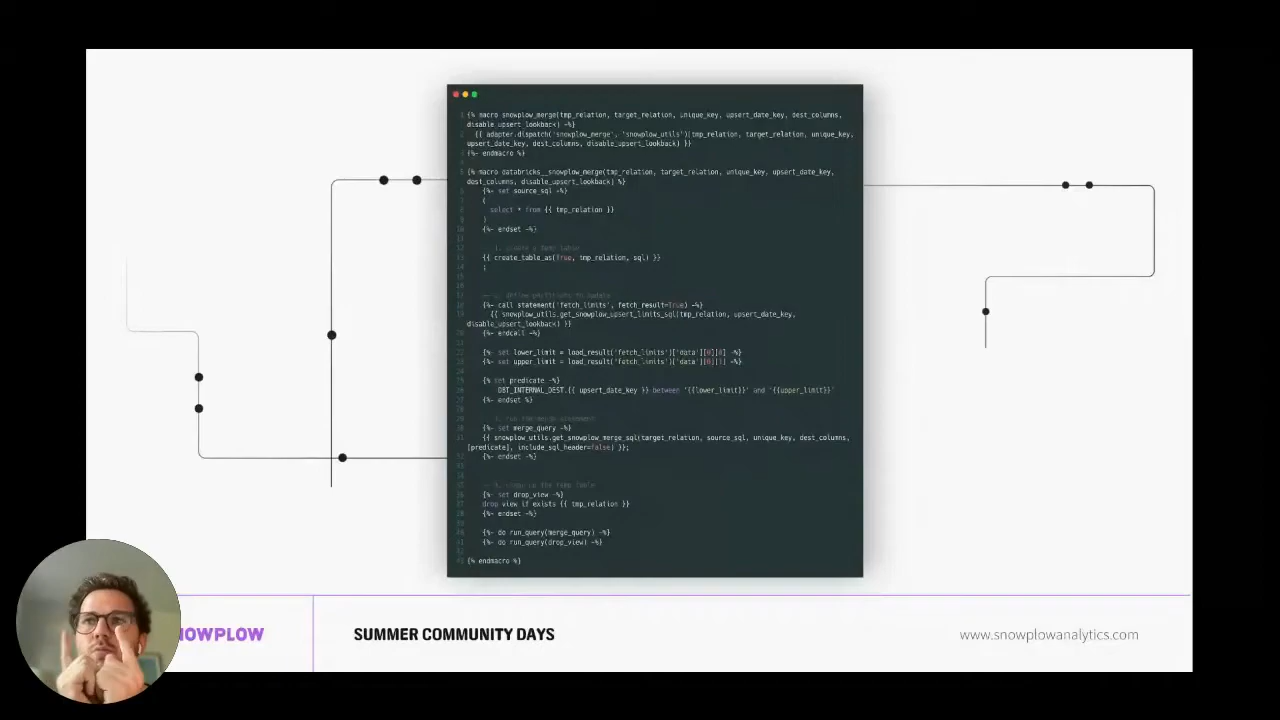 {% macro snowplow_merge(tmp_relation, target_relation, unique_key, upsert_date_key, dest_columns,
disable_upsert_lookback) -%}
{{ adapter.dispatch('snowplow_merge', 'snowplow_utils')(tmp_relation, target_relation, unique_key,
upsert_date_key, dest_columns, disable_upsert_lookback) }}
{%- endmacro %}
{% macro databricks__snowplow_merge(tmp_relation, target_relation, unique_key, upsert_date_key,
dest_columns, disable_upsert_lookback) %}
{%- set source_sql -%}
(
select * from {{ tmp_relation }}
)
{%- endset -%}
{{ create_table_as(True, tmp_relation, sql) }}
;
{%- call statement('fetch_limits', fetch_result=True) -%}
{{ snowplow_utils.get_snowplow_upsert_limits_sql(tmp_relation, upsert_date_key,
disable_upsert_lookback) }}
{%- endcall -%}
{%- set lower_limit = load_result('fetch_limits')['data'][0][0] -%}
{%- set upper_limit = load_result('fetch_limits')['data'][0][1] -%}
{% set predicate -%}
DBT_INTERNAL_DEST.{{ upsert_date_key }} between '{{lower_limit}}' and '{{upper_limit}}'
{%- endset %}
{%- set merge_query -%}
{{ snowplow_utils.get_snowplow_merge_sql(target_relation, source_sql, unique_key, dest_columns,
[predicate], include_sql_header=false) }};
{%- endset -%}
{%- set drop_view -%}
drop view if exists {{ tmp_relation }}
{%- endset -%}
{%- do run_query(merge_query) -%}
{%- do run_query(drop_view) -%}
{% endmacro %}
NOWPLOW
SUMMER COMMUNITY DAYS
www.snowplowanalytics.com